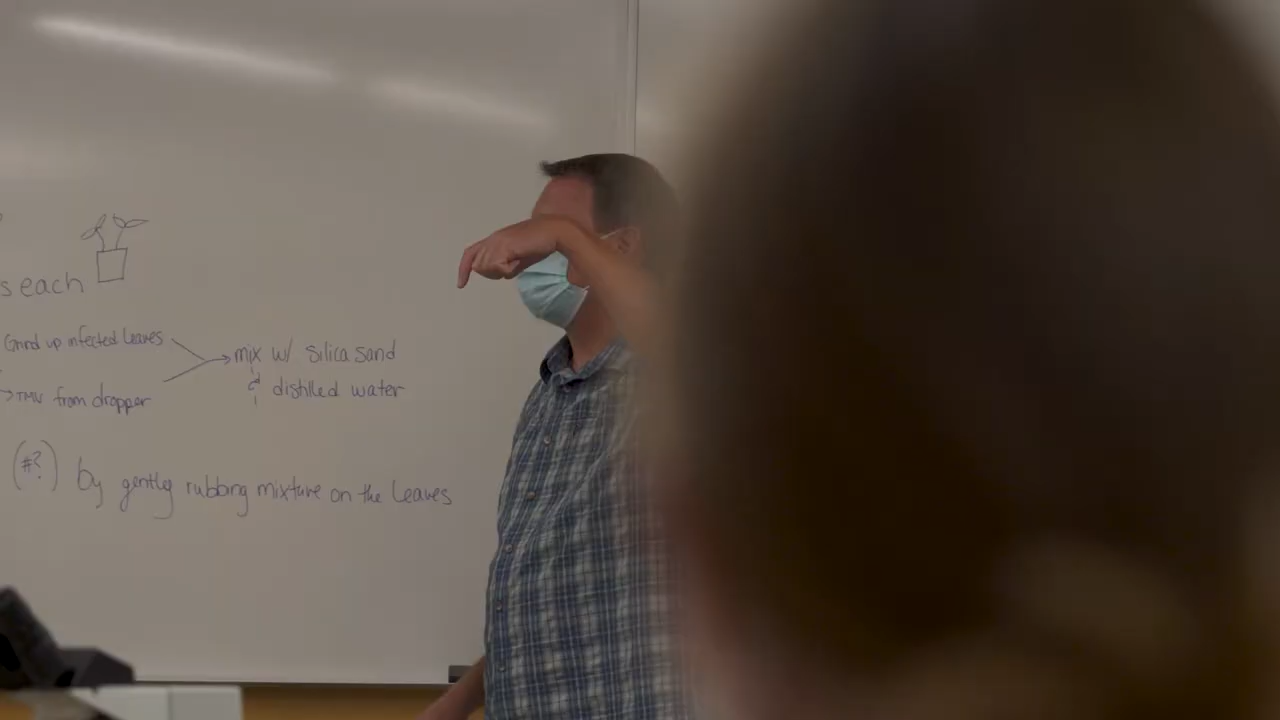 s each
Grind up infected leaves
mix w/ silica sand
& distilled water
→TMV from dropper
(#?) by gently rubbing mixture on the leaves